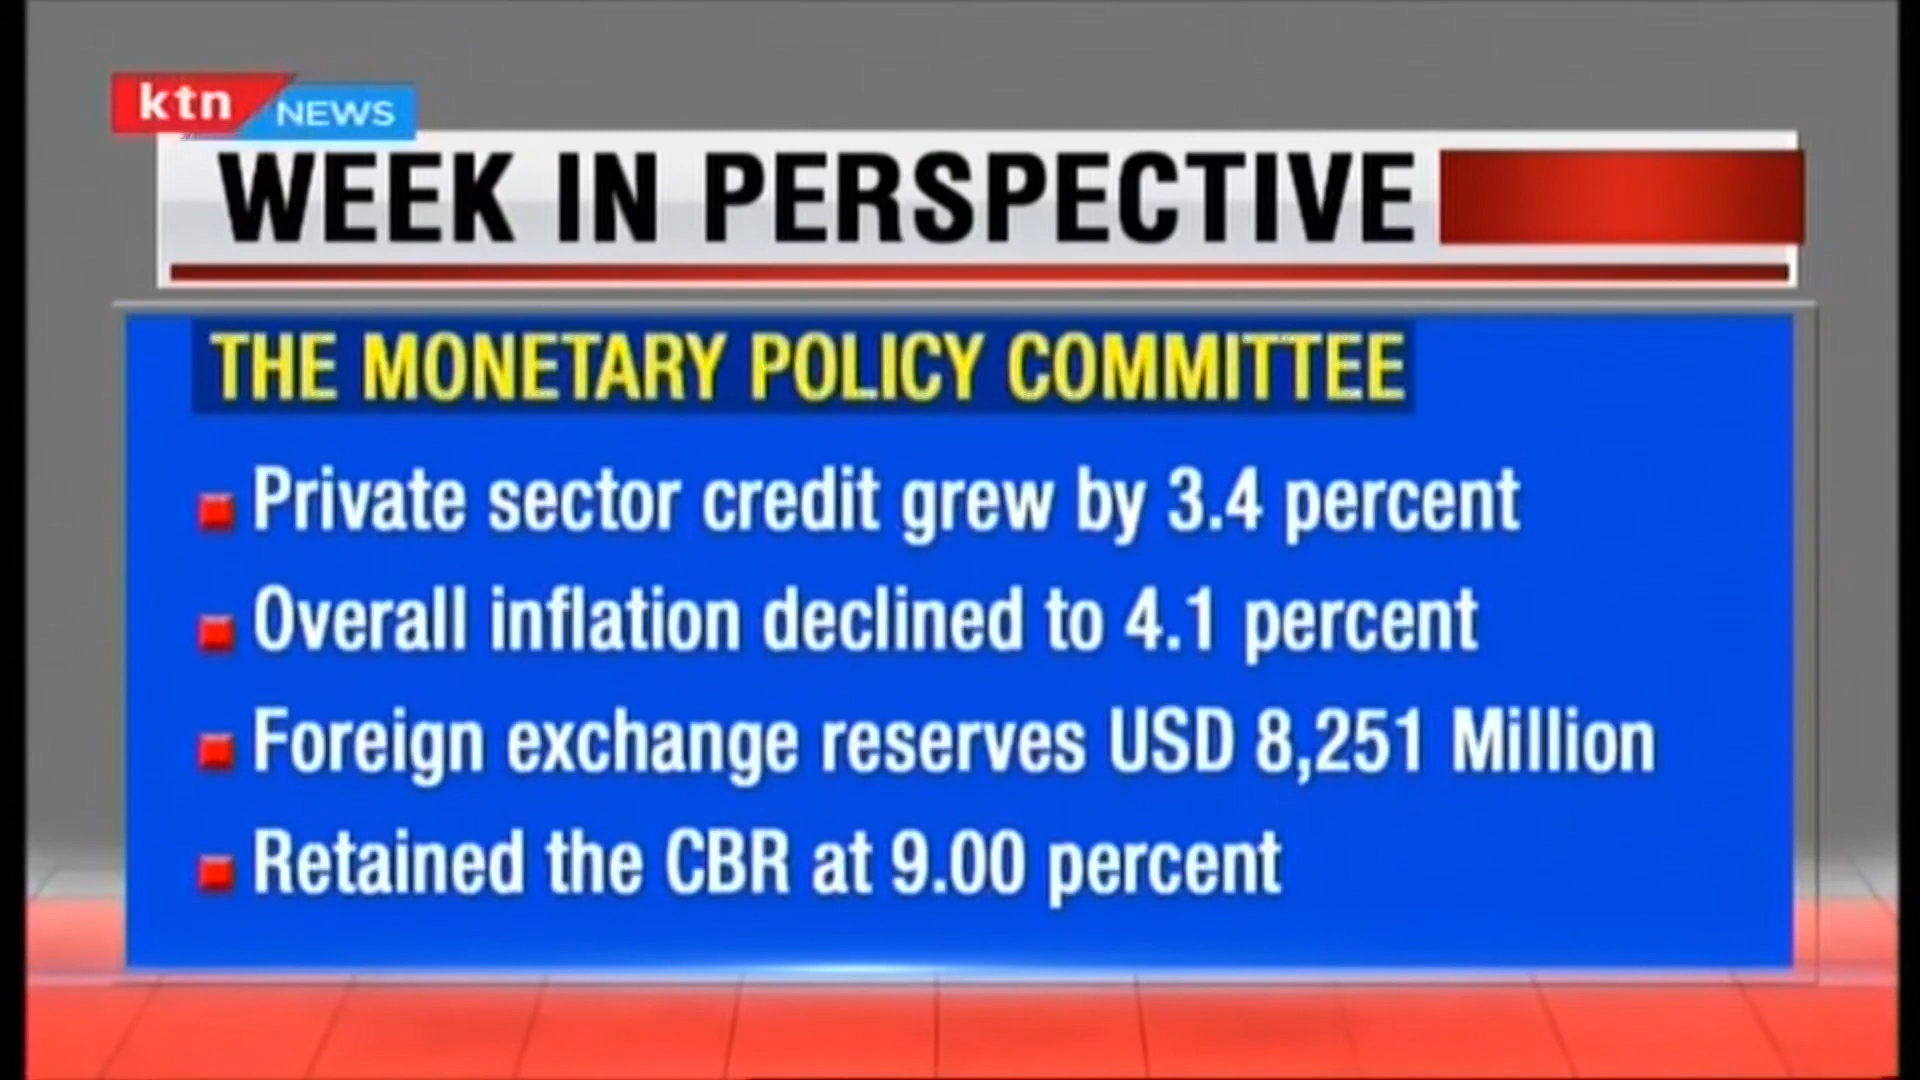 ktn NEWS
WEEK IN PERSPECTIVE
THE MONETARY POLICY COMMITTEE
Private sector credit grew by 3.4 percent
Overall inflation declined to 4.1 percent
Foreign exchange reserves USD 8,251 Million
Retained the CBR at 9.00 percent